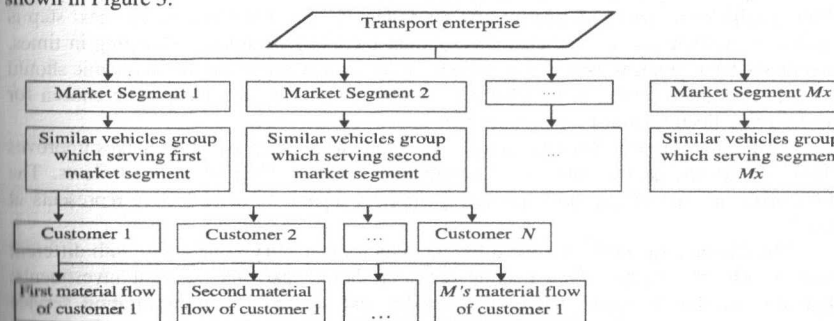 shown in Figure 3.
Transport enterprise
Market Segment 1
Market Segment 2
...
Market Segment Mx
Similar vehicles group
which serving first
market segment
Similar vehicles group
which serving second
market segment
...
Similar vehicles group
which serving segment
Mx
Customer 1
Customer 2
...
Customer N
First material flow
of customer 1
Second material
flow of customer 1
...
M's material flow
of customer 1